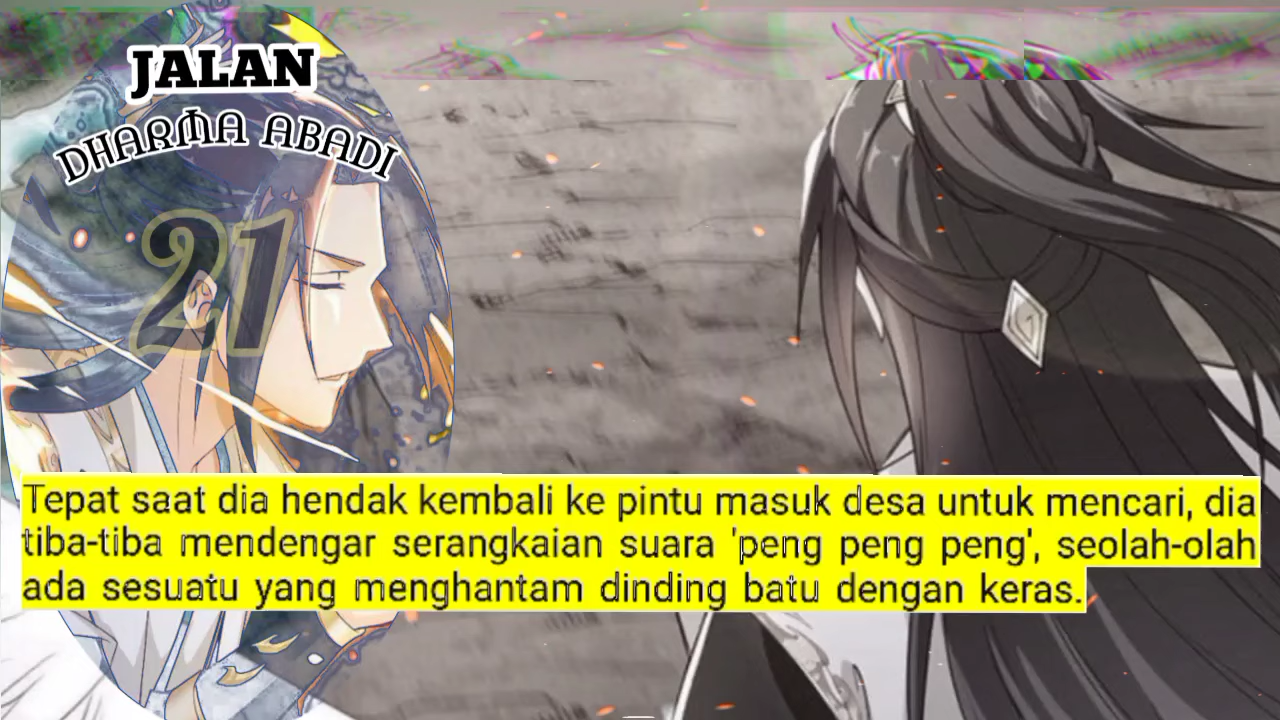 JALAN
DHARMA ABADI
21
Tepat saat dia hendak kembali ke pintu masuk desa untuk mencari, dia
tiba-tiba mendengar serangkaian suara 'peng peng peng', seolah-olah
ada sesuatu yang menghantam dinding batu dengan keras.